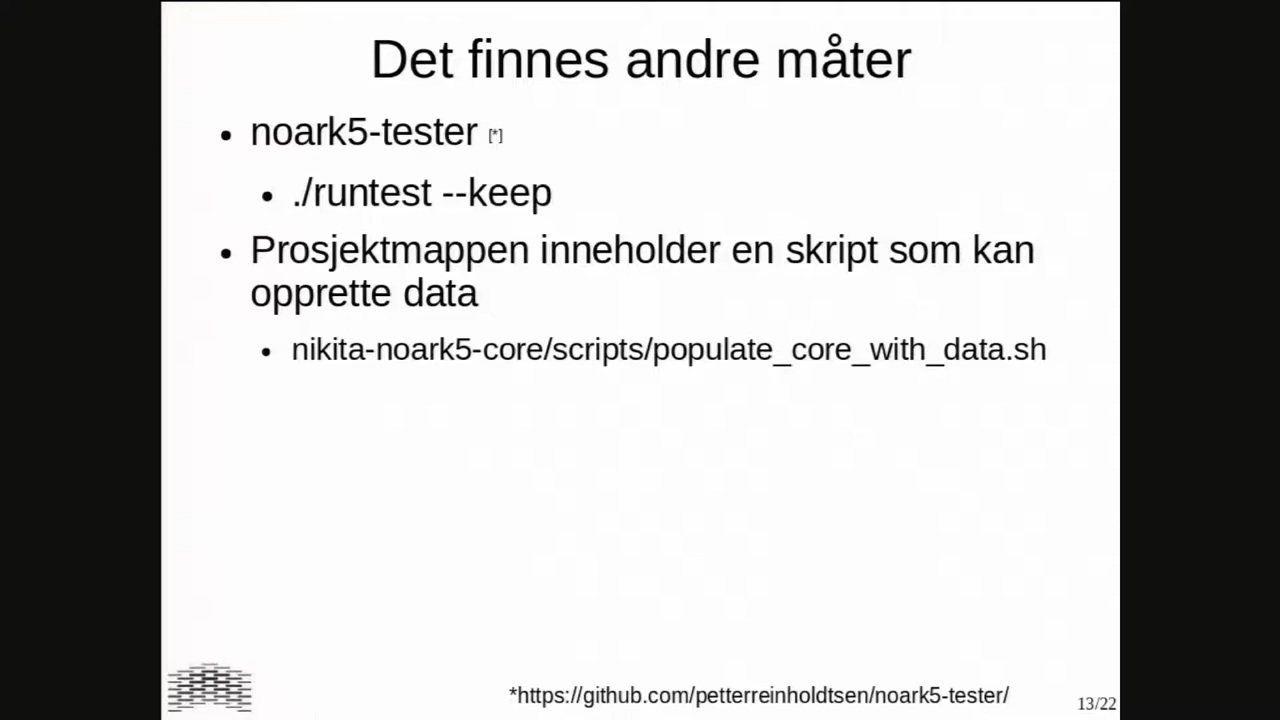 Det finnes andre måter
• noark5-tester [*]
• ./runtest --keep
• Prosjektmappen inneholder en skript som kan
opprette data
• nikita-noark5-core/scripts/populate_core_with_data.sh
*https://github.com/petterreinholdtsen/noark5-tester/
13/22